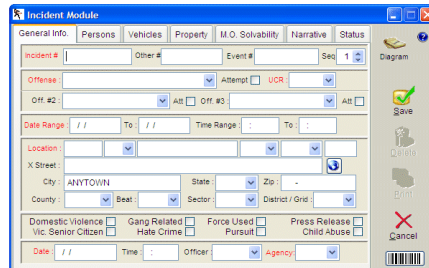 Incident Module
General Info. Persons Vehicles Property M.O. Solvability Narrative Status
Incident # Other # Event # Seq 1
Diagram
Offense : Attempt UCR :
Off. #2 : Att Off. #3 : Att
Save
Date Range : / / To : / / Time Range : : To : :
Delete
Location :
X Street :
City : ANYTOWN State : Zip : -
Print
County : Beat : Sector : District / Grid :
Domestic Violence Gang Related Force Used Press Release
Vic. Senior Citizen Hate Crime Pursuit Child Abuse
Cancel
Date : / / Time : : Officer : Agency :